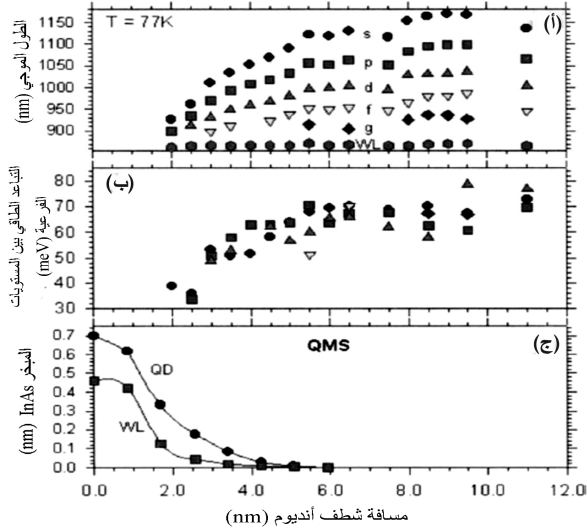 T = 77K
(أ)
1150
1100
1050
1000
950
900
الطول الموجي (nm)
s
p
d
f
g
WL
(ب)
80
70
60
50
40
30
التباعد الطاقي بين المستويات
الفرعية (meV)
QMS
(ج)
0.7
0.6
0.5
0.4
0.3
0.2
0.1
0.0
المبخر InAs (nm)
QD
WL
0.0 2.0 4.0 6.0 8.0 10.0 12.0
مسافة شطف أنديوم (nm)